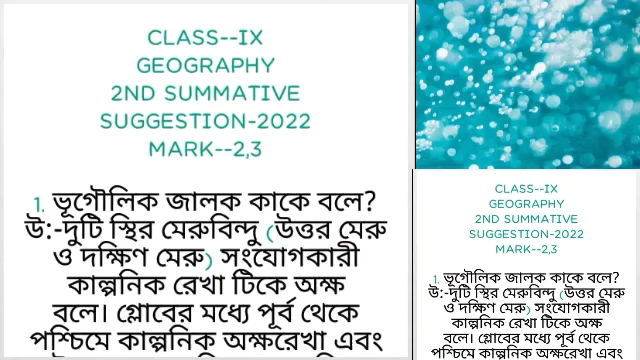 CLASS--IX
GEOGRAPHY
2ND SUMMATIVE
SUGGESTION-2022
MARK--2,3
1. ভূগৌলিক জালক কাকে বলে?
উ:-দুটি স্থির মেরুবিন্দু (উত্তর মেরু
ও দক্ষিণ মেরু) সংযোগকারী
কাল্পনিক রেখা টিকে অক্ষ
বলে। গ্লোবের মধ্যে পূর্ব থেকে
পশ্চিমে কাল্পনিক অক্ষরেখা এবং
CLASS--IX
GEOGRAPHY
2ND SUMMATIVE
SUGGESTION-2022
MARK--2,3
1. ভূগৌলিক জালক কাকে বলে?
উ:-দুটি স্থির মেরুবিন্দু (উত্তর মেরু
ও দক্ষিণ মেরু) সংযোগকারী
কাল্পনিক রেখা টিকে অক্ষ
বলে। গ্লোবের মধ্যে পূর্ব থেকে
পশ্চিমে কাল্পনিক অক্ষরেখা এবং